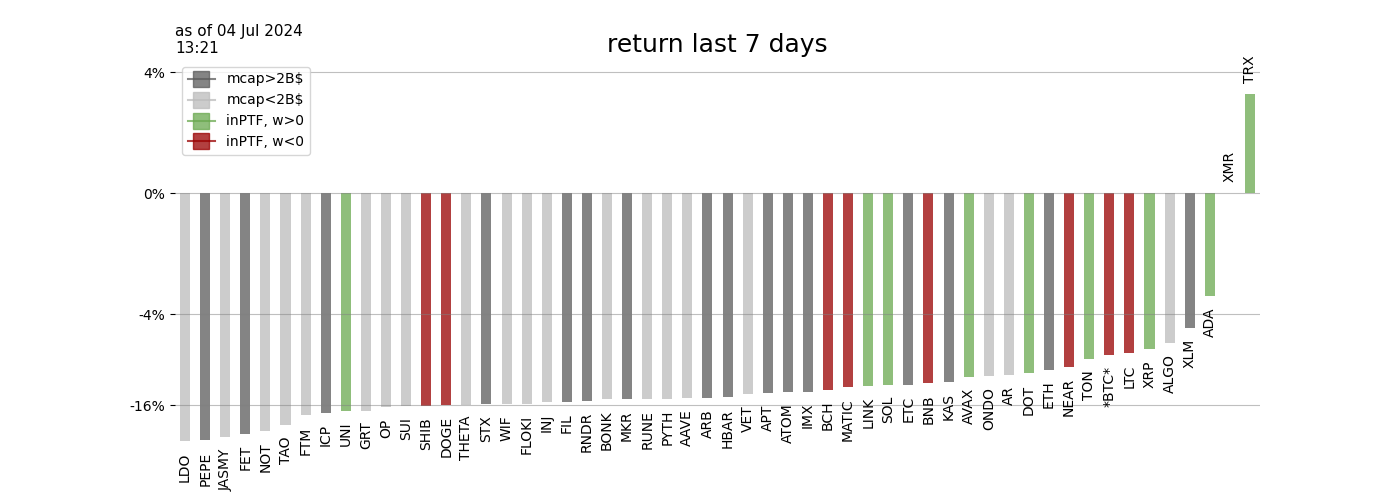 as of 04 Jul 2024
13:21
return last 7 days
mcap>2B$
mcap<2B$
inPTF, w>0
inPTF, w<0
4%
0%
-4%
-16%
LDO
PEPE
JASMY
FET
NOT
TAO
FTM
ICP
UNI
GRT
OP
SUI
SHIB
DOGE
THETA
STX
WIF
FLOKI
INJ
FIL
RNDR
BONK
MKR
RUNE
PYTH
AAVE
ARB
HBAR
VET
APT
ATOM
IMX
BCH
MATIC
LINK
SOL
ETC
BNB
KAS
AVAX
ONDO
AR
DOT
ETH
NEAR
TON
*BTC*
LTC
XRP
ALGO
XLM
ADA
XMR
TRX